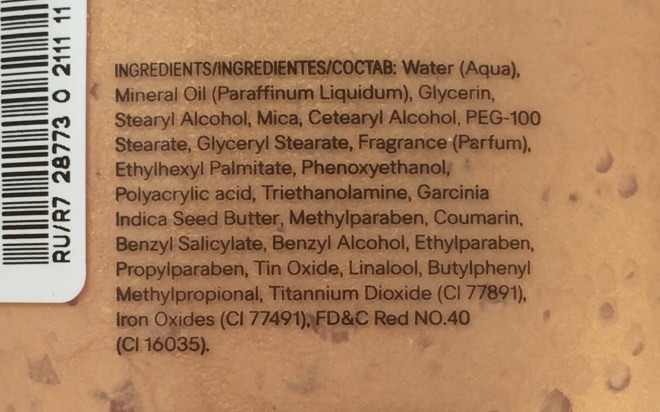 INGREDIENTS/INGREDIENTES/СОСТАВ: Water (Aqua),
Mineral Oil (Paraffinum Liquidum), Glycerin,
Stearyl Alcohol, Mica, Cetearyl Alcohol, PEG-100
Stearate, Glyceryl Stearate, Fragrance (Parfum),
Ethylhexyl Palmitate, Phenoxyethanol,
Polyacrylic acid, Triethanolamine, Garcinia
Indica Seed Butter, Methylparaben, Coumarin,
Benzyl Salicylate, Benzyl Alcohol, Ethylparaben,
Propylparaben, Tin Oxide, Linalool, Butylphenyl
Methylpropional, Titannium Dioxide (CI 77891),
Iron Oxides (CI 77491), FD&C Red NO.40
(CI 16035).
RU/R7 28773 0 2111 11